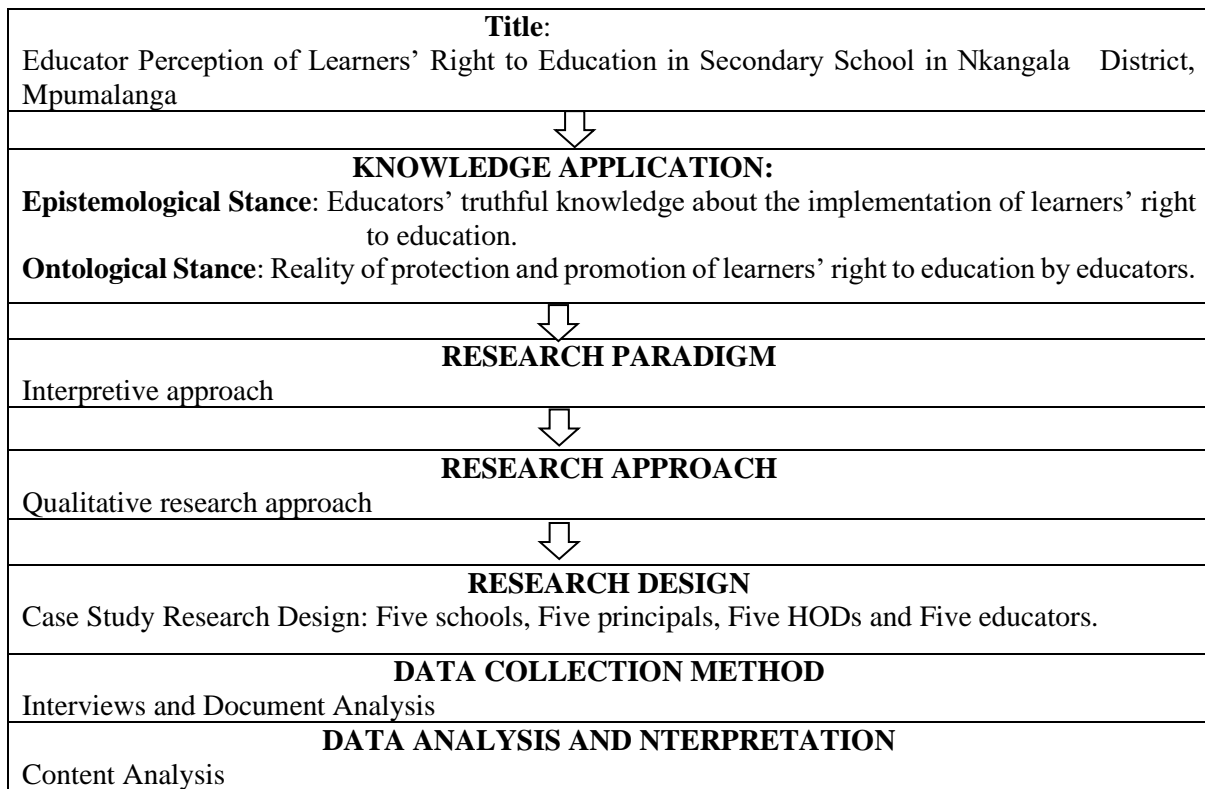 Title:
Educator Perception of Learners’ Right to Education in Secondary School in Nkangala District,
Mpumalanga
KNOWLEDGE APPLICATION:
Epistemological Stance: Educators’ truthful knowledge about the implementation of learners’ right
to education.
Ontological Stance: Reality of protection and promotion of learners’ right to education by educators.
RESEARCH PARADIGM
Interpretive approach
RESEARCH APPROACH
Qualitative research approach
RESEARCH DESIGN
Case Study Research Design: Five schools, Five principals, Five HODs and Five educators.
DATA COLLECTION METHOD
Interviews and Document Analysis
DATA ANALYSIS AND NTERPRETATION
Content Analysis